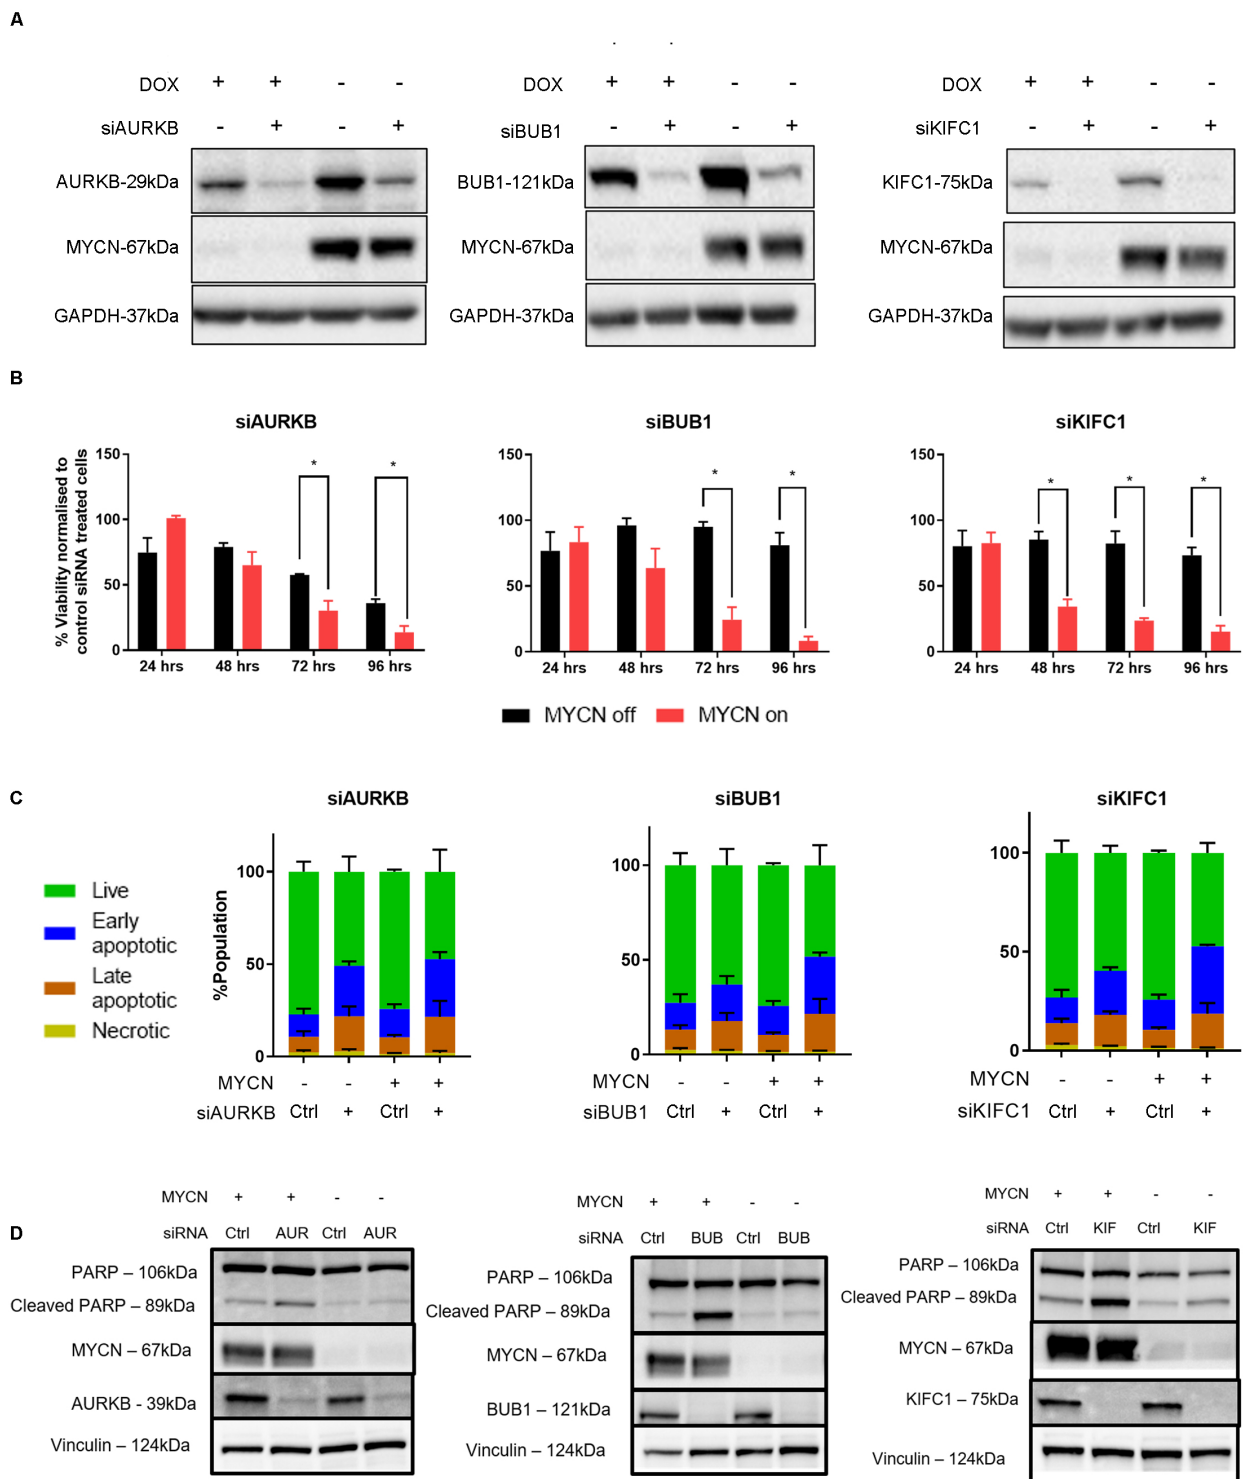 A
DOX + + - -
siAURKB - + - +
AURKB-29kDa
MYCN-67kDa
GAPDH-37kDa
DOX + + - -
siBUB1 - + - +
BUB1-121kDa
MYCN-67kDa
GAPDH-37kDa
DOX + + - -
siKIFC1 - + - +
KIFC1-75kDa
MYCN-67kDa
GAPDH-37kDa
B
siAURKB
% Viability normalised to
control siRNA treated cells
150
100
50
0
* *
24 hrs 48 hrs 72 hrs 96 hrs
siBUB1
150
100
50
0
* *
24 hrs 48 hrs 72 hrs 96 hrs
siKIFC1
150
100
50
0
* * *
24 hrs 48 hrs 72 hrs 96 hrs
MYCN off MYCN on
C
Live
Early
apoptotic
Late
apoptotic
Necrotic
siAURKB
%Population
100
50
0
MYCN - - + +
siAURKB Ctrl + Ctrl +
siBUB1
100
50
0
MYCN - - + +
siBUB1 Ctrl + Ctrl +
siKIFC1
100
50
0
MYCN - - + +
siKIFC1 Ctrl + Ctrl +
D
MYCN + + - -
siRNA Ctrl AUR Ctrl AUR
PARP – 106kDa
Cleaved PARP – 89kDa
MYCN – 67kDa
AURKB - 39kDa
Vinculin – 124kDa
MYCN + + - -
siRNA Ctrl BUB Ctrl BUB
PARP – 106kDa
Cleaved PARP – 89kDa
MYCN – 67kDa
BUB1 – 121kDa
Vinculin – 124kDa
MYCN + + - -
siRNA Ctrl KIF Ctrl KIF
PARP – 106kDa
Cleaved PARP – 89kDa
MYCN – 67kDa
KIFC1 – 75kDa
Vinculin – 124kDa